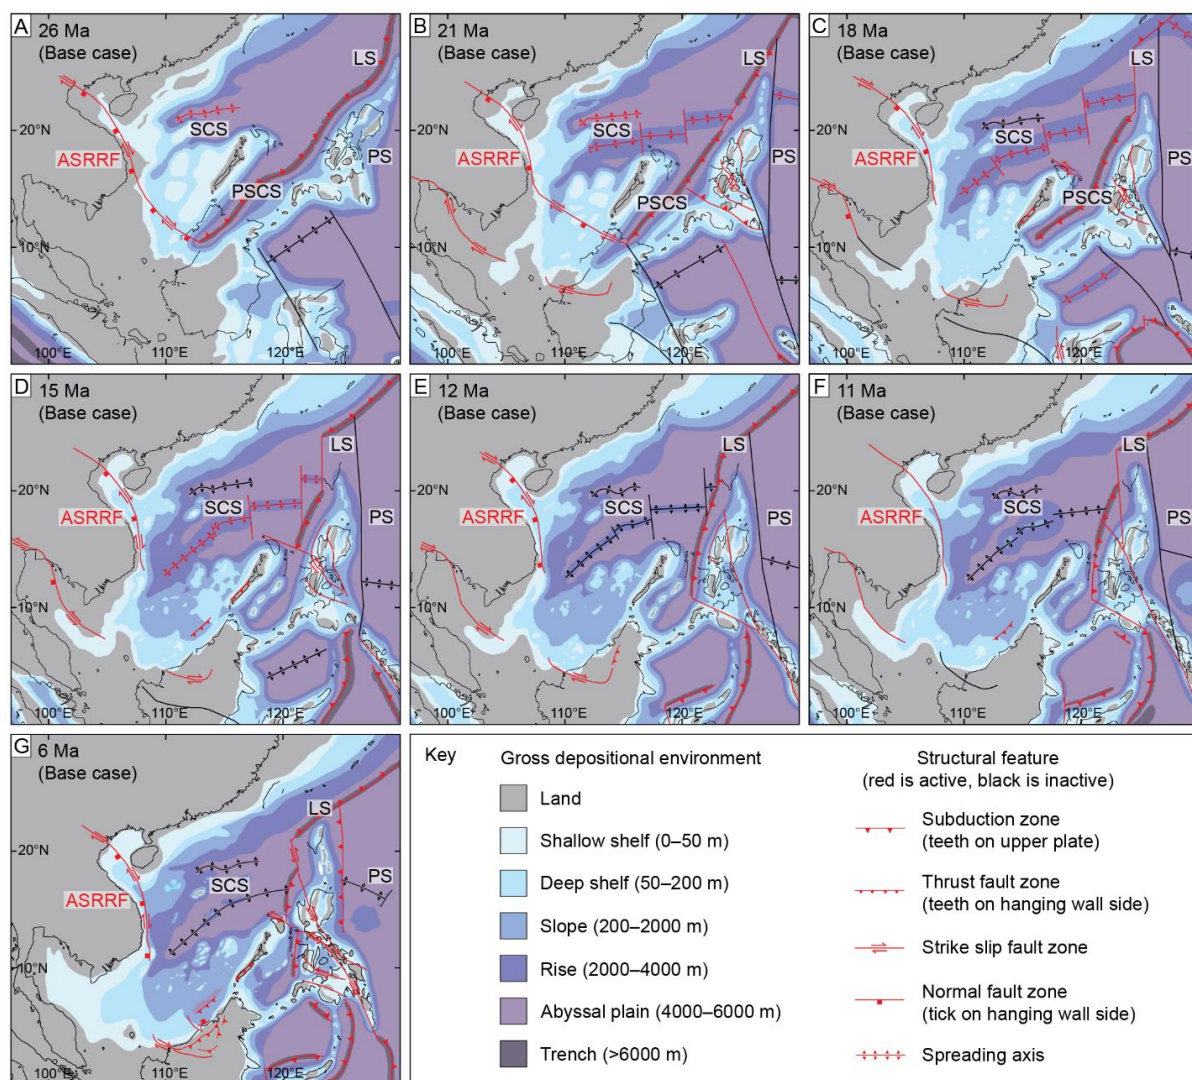 A
26 Ma
(Base case)
LS
SCS
20°N
ASRRF
PS
PSCS
10°N
100°E
110°E
120°E
B
21 Ma
(Base case)
LS
SCS
20°N
ASRRF
PS
PSCS
10°N
100°E
110°E
120°E
C
18 Ma
(Base case)
LS
SCS
20°N
ASRRF
PS
PSCS
10°N
100°E
110°E
120°E
D
15 Ma
(Base case)
LS
20°N
SCS
ASRRF
PS
10°N
100°E
110°E
120°E
E
12 Ma
(Base case)
LS
20°N
SCS
ASRRF
PS
10°N
100°E
110°E
120°E
F
11 Ma
(Base case)
LS
20°N
SCS
ASRRF
PS
10°N
100°E
110°E
120°E
G
6 Ma
(Base case)
LS
20°N
SCS
PS
ASRRF
10°N
100°E
110°E
120°E
Key
Gross depositional environment
Land
Shallow shelf (0–50 m)
Deep shelf (50–200 m)
Slope (200–2000 m)
Rise (2000–4000 m)
Abyssal plain (4000–6000 m)
Trench (>6000 m)
Structural feature
(red is active, black is inactive)
Subduction zone
(teeth on upper plate)
Thrust fault zone
(teeth on hanging wall side)
Strike slip fault zone
Normal fault zone
(tick on hanging wall side)
Spreading axis